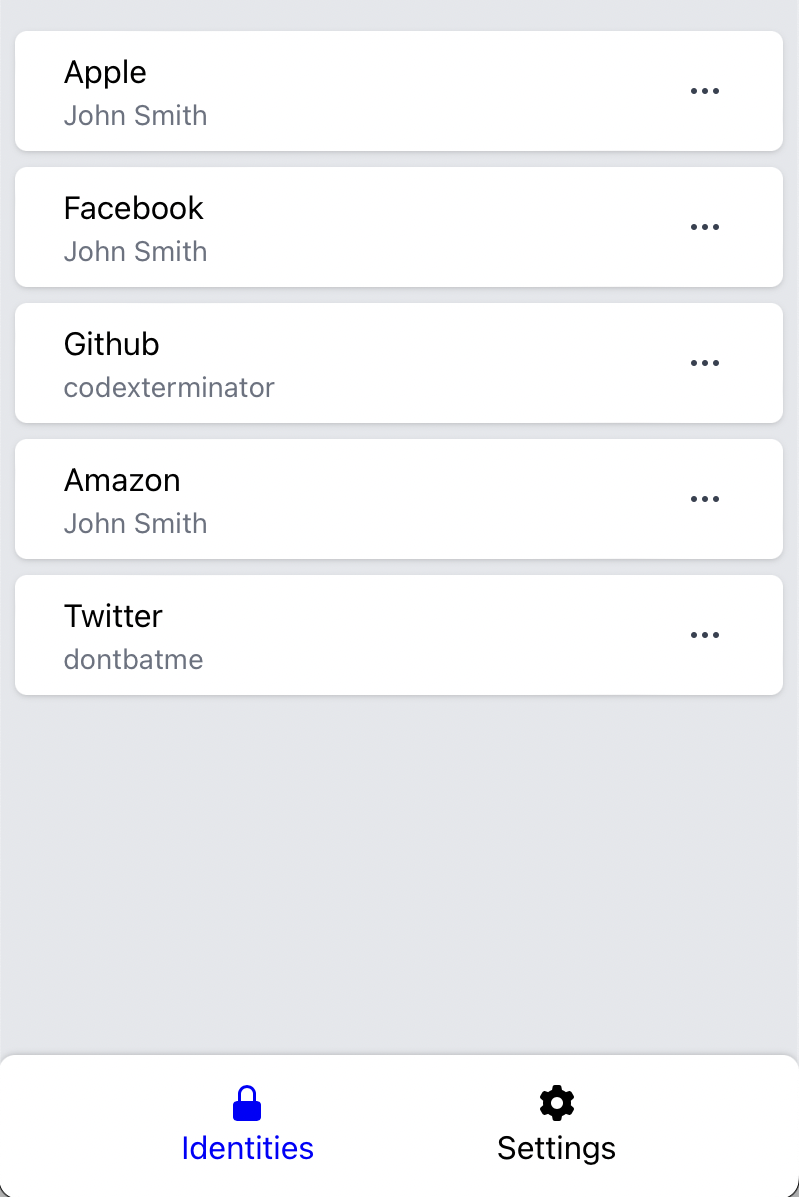 Apple
John Smith
Facebook
John Smith
Github
codexterminator
Amazon
John Smith
Twitter
dontbatme
Identities
Settings